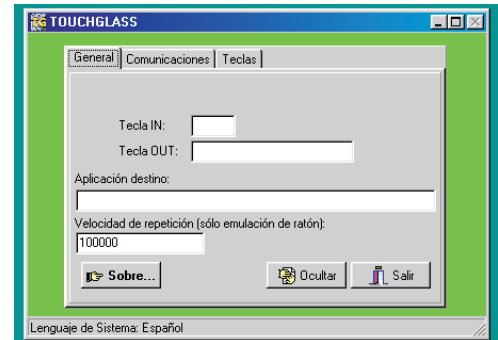 TOUCHGLASS
General Comunicaciones Teclas
Tecla IN:
Tecla OUT:
Aplicación destino:
Velocidad de repetición (sólo emulación de ratón):
100000
Sobre... Ocultar Salir
Lenguaje de Sistema: Español